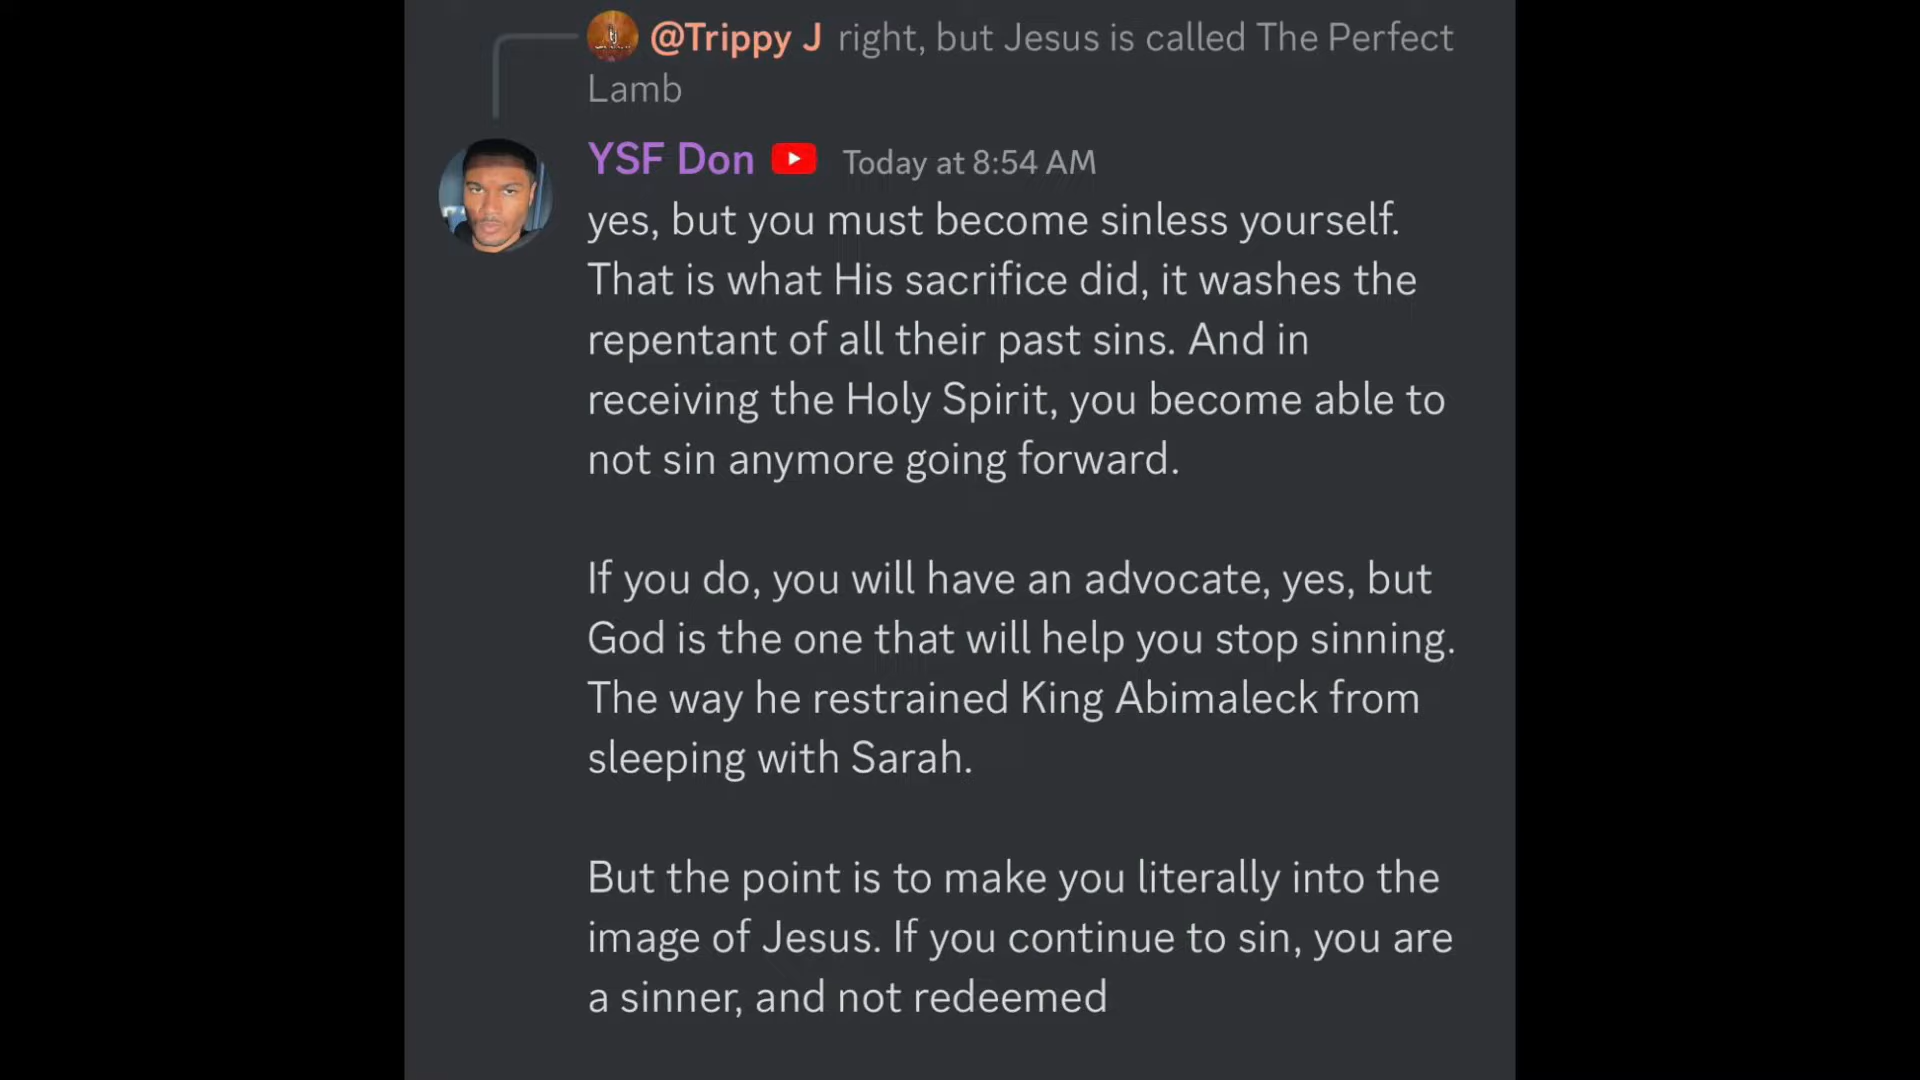 @Trippy J right, but Jesus is called The Perfect
Lamb
YSF Don Today at 8:54 AM
yes, but you must become sinless yourself.
That is what His sacrifice did, it washes the
repentant of all their past sins. And in
receiving the Holy Spirit, you become able to
not sin anymore going forward.
If you do, you will have an advocate, yes, but
God is the one that will help you stop sinning.
The way he restrained King Abimaleck from
sleeping with Sarah.
But the point is to make you literally into the
image of Jesus. If you continue to sin, you are
a sinner, and not redeemed